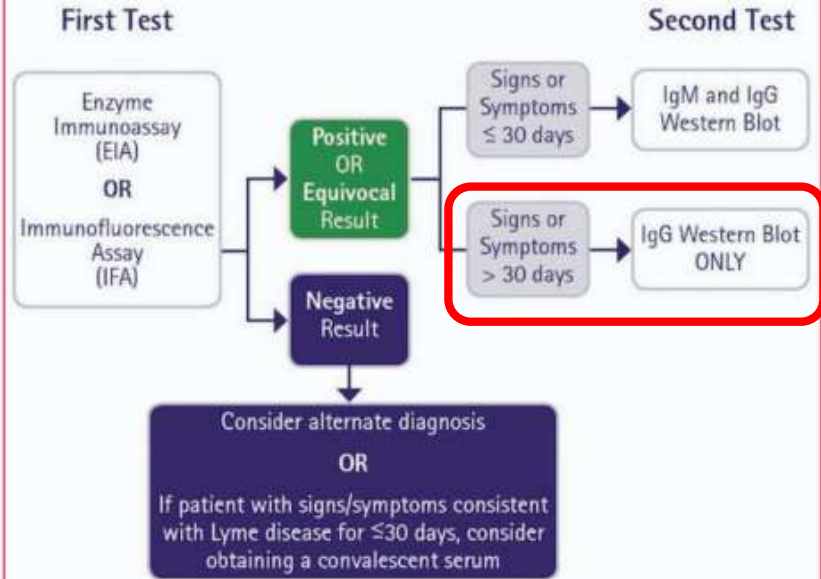 First Test
Second Test
Enzyme
Immunoassay
(EIA)
OR
Immunofluorescence
Assay
(IFA)
Positive
OR
Equivocal
Result
Signs or
Symptoms
≤ 30 days
IgM and IgG
Western Blot
Signs or
Symptoms
> 30 days
IgG Western Blot
ONLY
Negative
Result
Consider alternate diagnosis
OR
If patient with signs/symptoms consistent
with Lyme disease for ≤30 days, consider
obtaining a convalescent serum